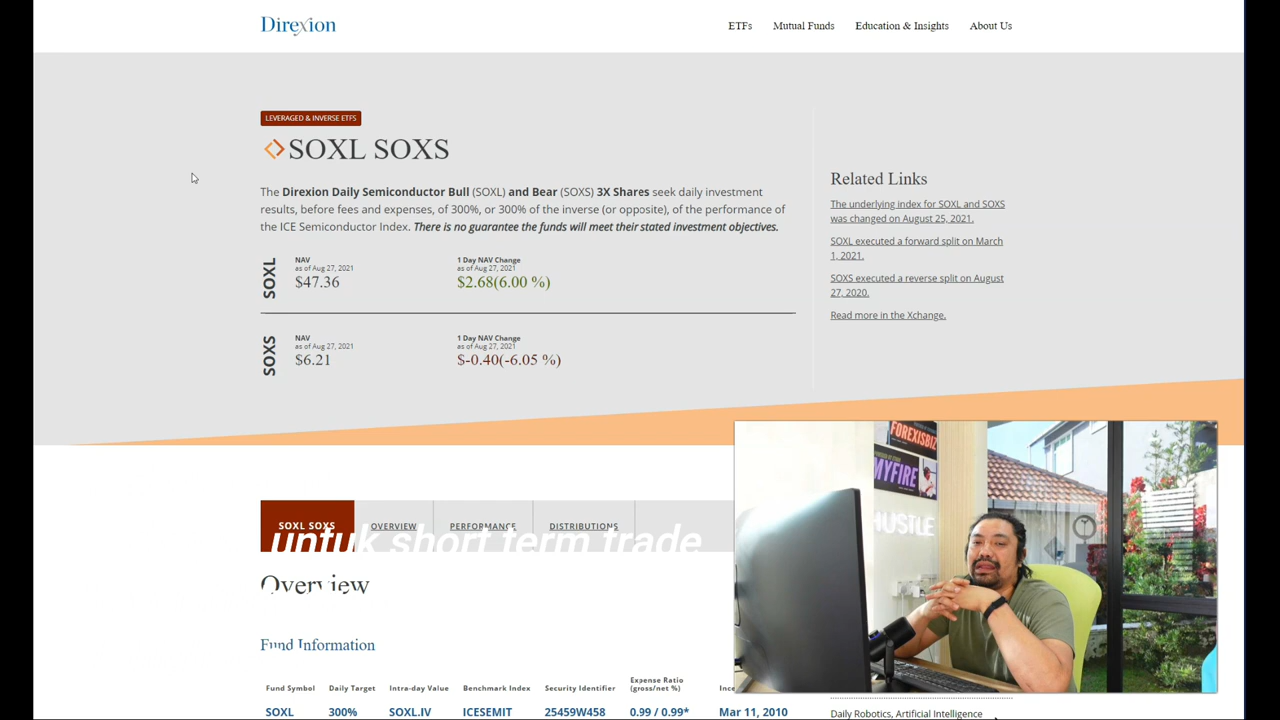 Direxion
ETFs Mutual Funds Education & Insights About Us
LEVERAGED & INVERSE ETFS
SOXL SOXS
The Direxion Daily Semiconductor Bull (SOXL) and Bear (SOXS) 3X Shares seek daily investment
results, before fees and expenses, of 300%, or 300% of the inverse (or opposite), of the performance of
the ICE Semiconductor Index. There is no guarantee the funds will meet their stated investment objectives.
SOXL
NAV
as of Aug 27, 2021
$47.36
1 Day NAV Change
as of Aug 27, 2021
$2.68(6.00 %)
SOXS
NAV
as of Aug 27, 2021
$6.21
1 Day NAV Change
as of Aug 27, 2021
$-0.40(-6.05 %)
Related Links
The underlying index for SOXL and SOXS
was changed on August 25, 2021.
SOXL executed a forward split on March
1, 2021.
SOXS executed a reverse split on August
27, 2020.
Read more in the Xchange.
SOXL SOXS OVERVIEW PERFORMANCE DISTRIBUTIONS
untuk short term trade
Overview
Fund Information
Fund Symbol Daily Target Intra-day Value Benchmark Index Security Identifier Expense Ratio
(gross/net %)
SOXL 300% SOXL.IV ICESEMIT 25459W458 0.99 / 0.99* Mar 11, 2010
Daily Robotics, Artificial Intelligence
FOREXISBIZ
MYFIRE
HUSTLE